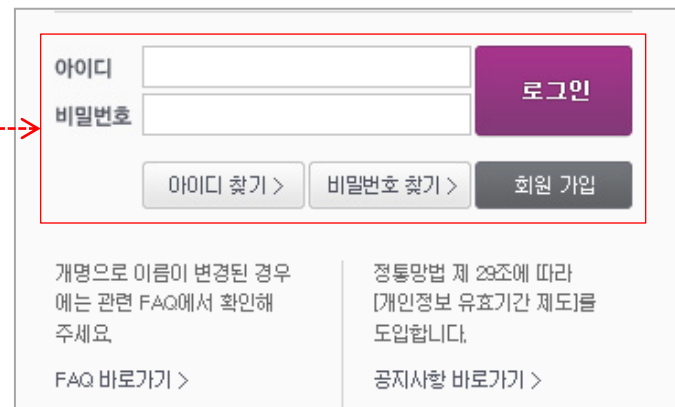 아이디
비밀번호
로그인
아이디 찾기 >
비밀번호 찾기 >
회원 가입
개명으로 이름이 변경된 경우
에는 관련 FAQ에서 확인해
주세요.
FAQ 바로가기 >
정통망법 제 29조에 따라
[개인정보 유효기간 제도]를
도입합니다.
공지사항 바로가기 >